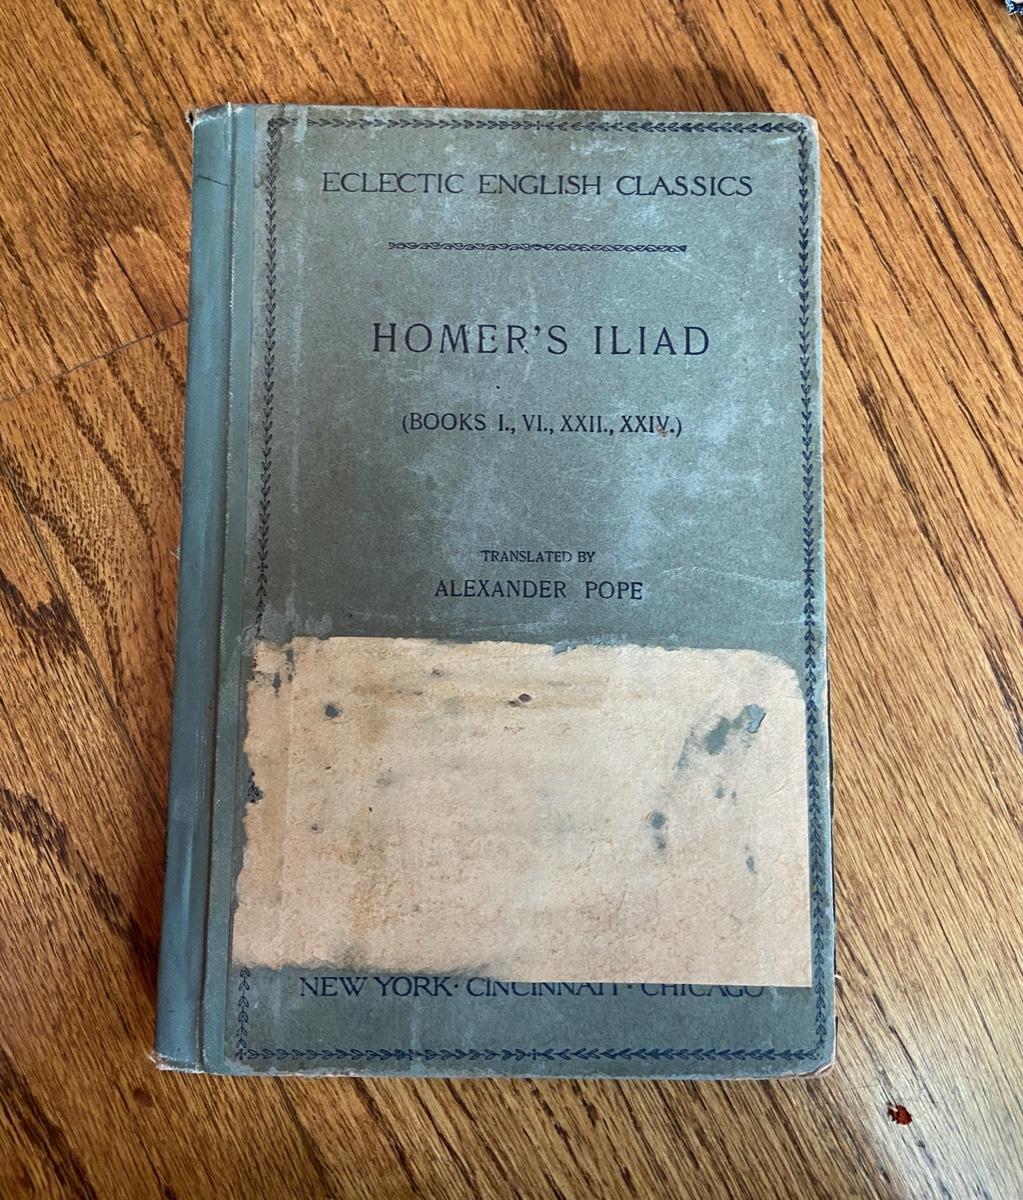 ECLECTIC ENGLISH CLASSICS
HOMER'S ILIAD
(BOOKS I., VI., XXII., XXIV.)
TRANSLATED BY
ALEXANDER POPE
NEW YORK · CINCINNATI · CHICAGO